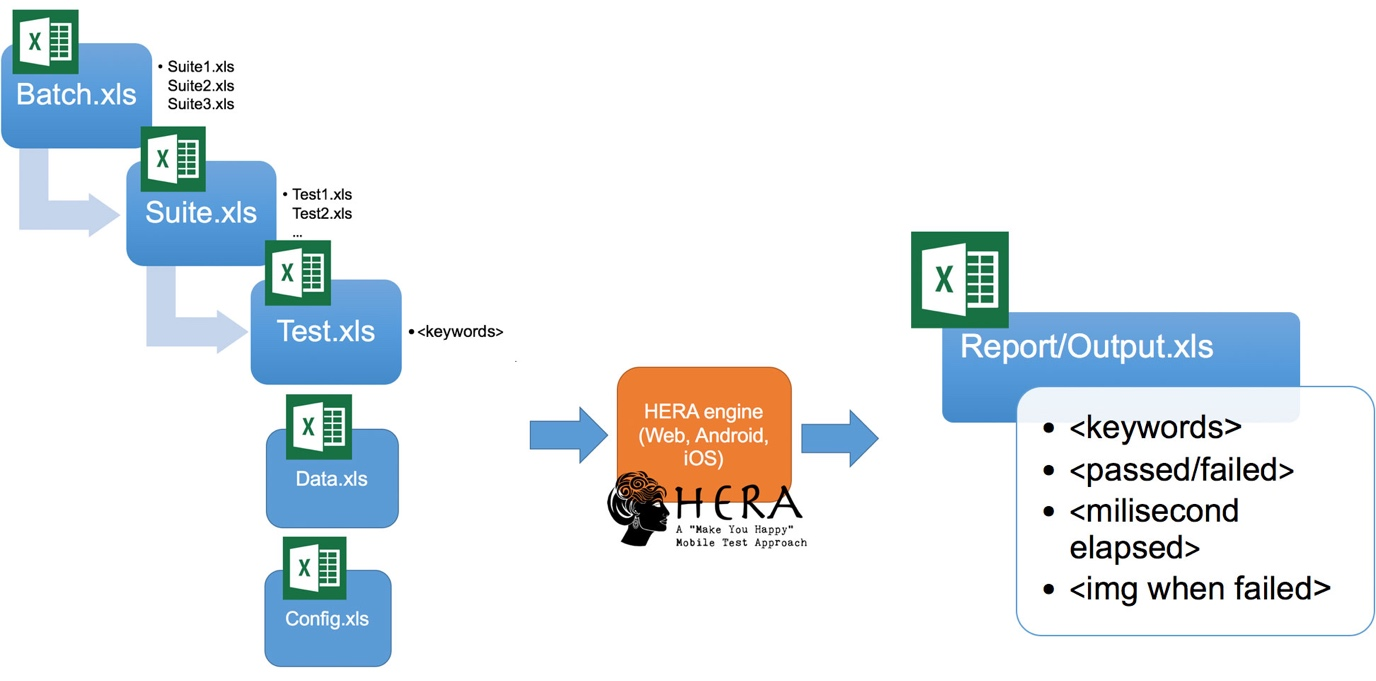 Batch.xls
• Suite1.xls
Suite2.xls
Suite3.xls
Suite.xls
• Test1.xls
Test2.xls
...
Test.xls
• <keywords>
Data.xls
Config.xls
HERA engine
(Web, Android,
iOS)
HERA
A "Make You Happy"
Mobile Test Approach
Report/Output.xls
• <keywords>
• <passed/failed>
• <milisecond
elapsed>
• <img when failed>